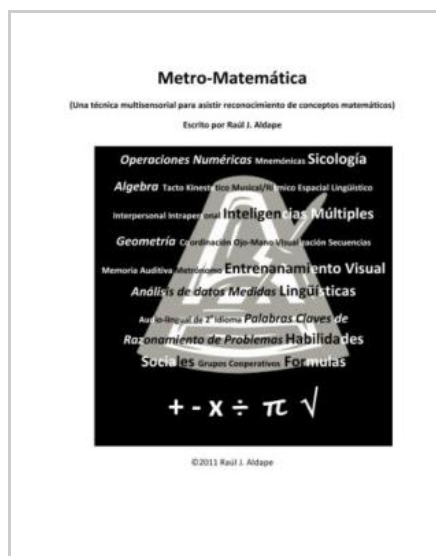 Metro-Matemática
(Una técnica multisensorial para asistir reconocimiento de conceptos matemáticos)
Escrito por Raúl J. Aldape
Operaciones Numéricas Mnemónicas Sicología
Algebra Tacto Kinestético Musical/Rítmico Espacial Lingüístico
Interpersonal Intrapersonal Inteligencias Múltiples
Geometría Coordinación Ojo-Mano Visualización Secuencias
Memoria Auditiva Metrónomo Entrenanamiento Visual
Análisis de datos Medidas Lingüísticas
Audio-lingual de 2º Idioma Palabras Claves de
Razonamiento de Problemas Habilidades
Sociales Grupos Cooperativos Formulas
+ - x ÷ π √
©2011 Raúl J. Aldape